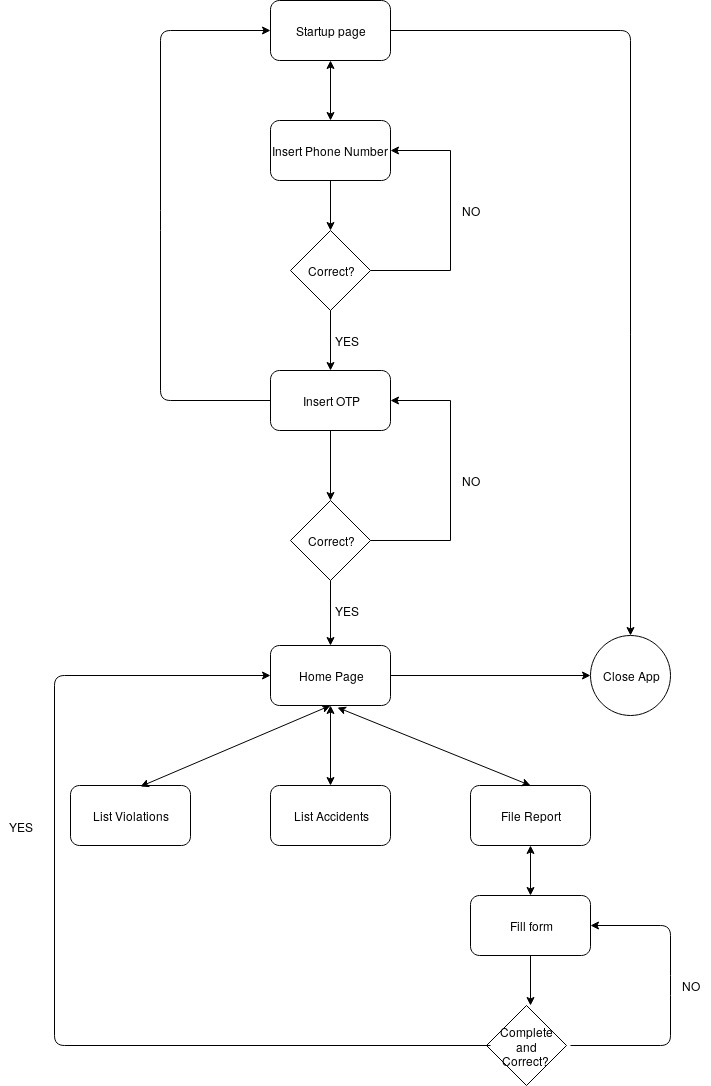 Startup page
Insert Phone Number
NO
Correct?
YES
Insert OTP
NO
Correct?
YES
Home Page
Close App
List Violations
List Accidents
File Report
YES
Fill form
NO
Complete
and
Correct?